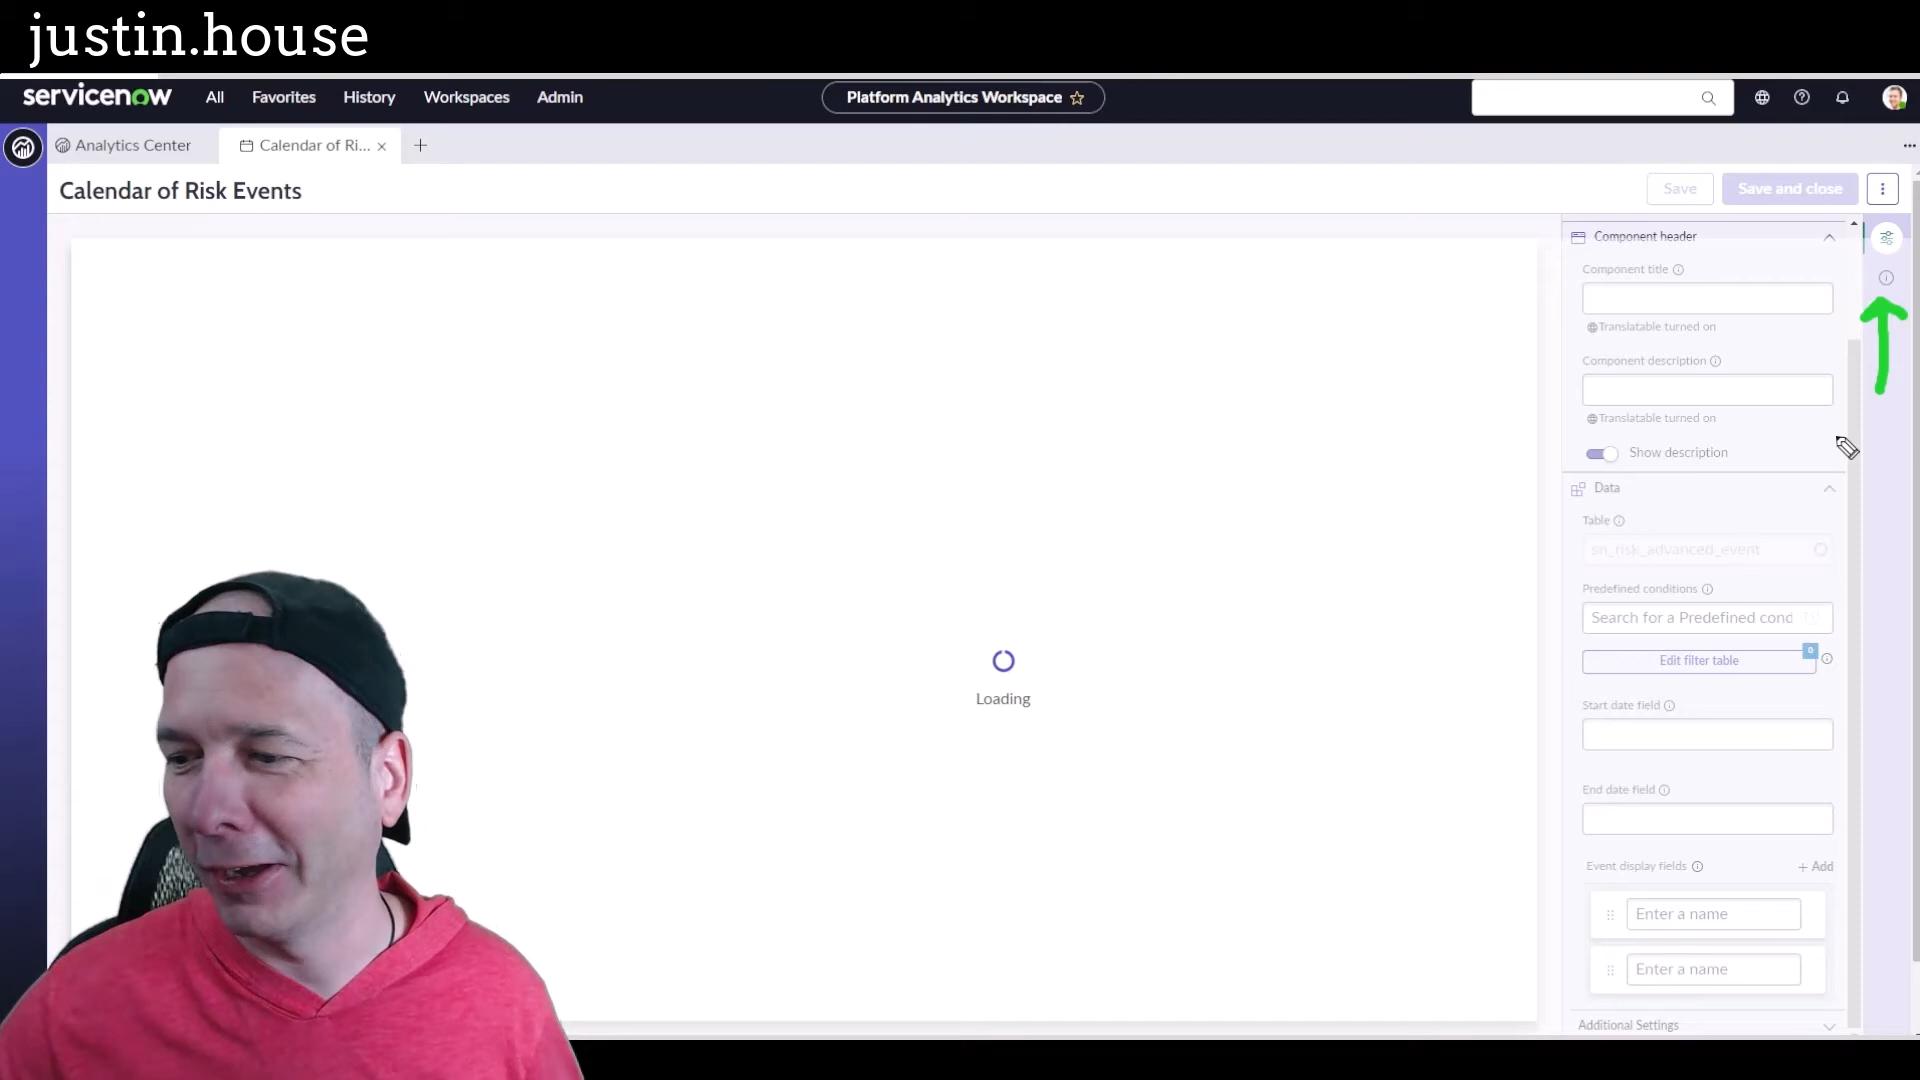 justin.house
servicenow
All
Favorites
History
Workspaces
Admin
Platform Analytics Workspace
Analytics Center
Calendar of Ri...
Calendar of Risk Events
Save
Save and close
Component header
Component title
Translatable turned on
Component description
Translatable turned on
Show description
Data
Table
sn_risk_advanced_event
Predefined conditions
Search for a Predefined cond
0
Edit filter table
Start date field
End date field
Event display fields
+ Add
Enter a name
Enter a name
Additional Settings
Loading